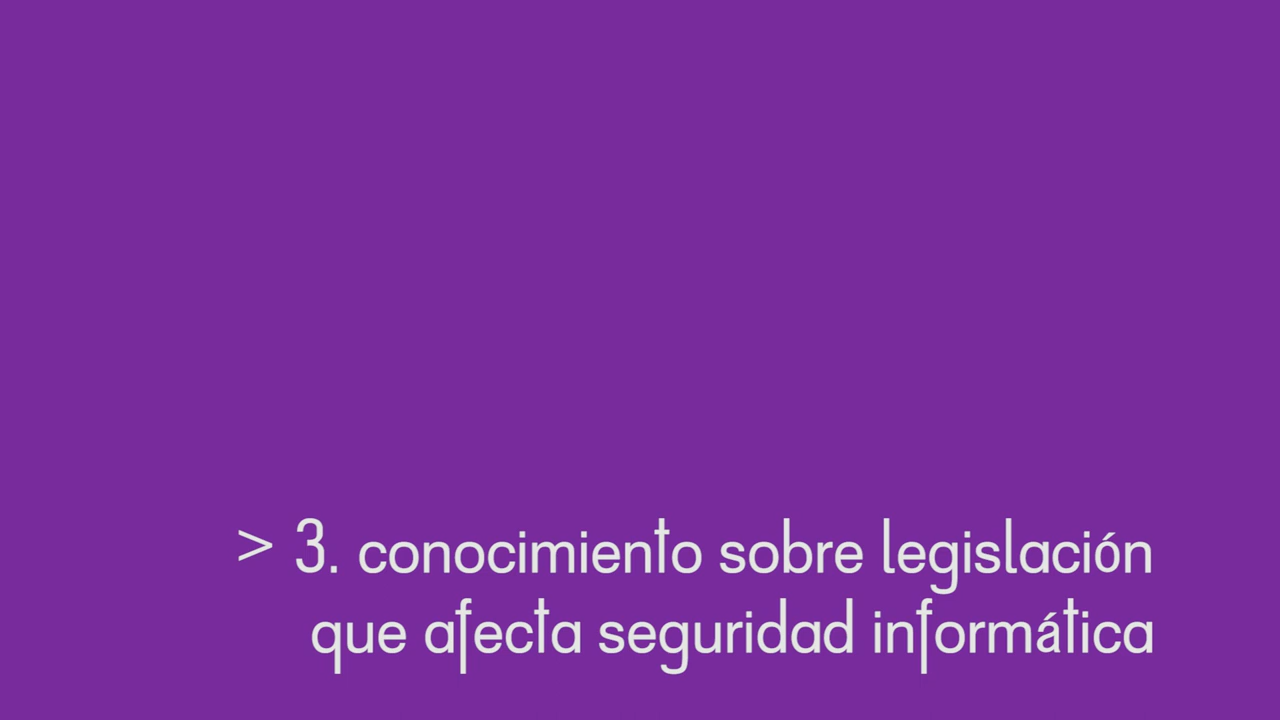 > 3. conocimiento sobre legislación
que afecta seguridad informática